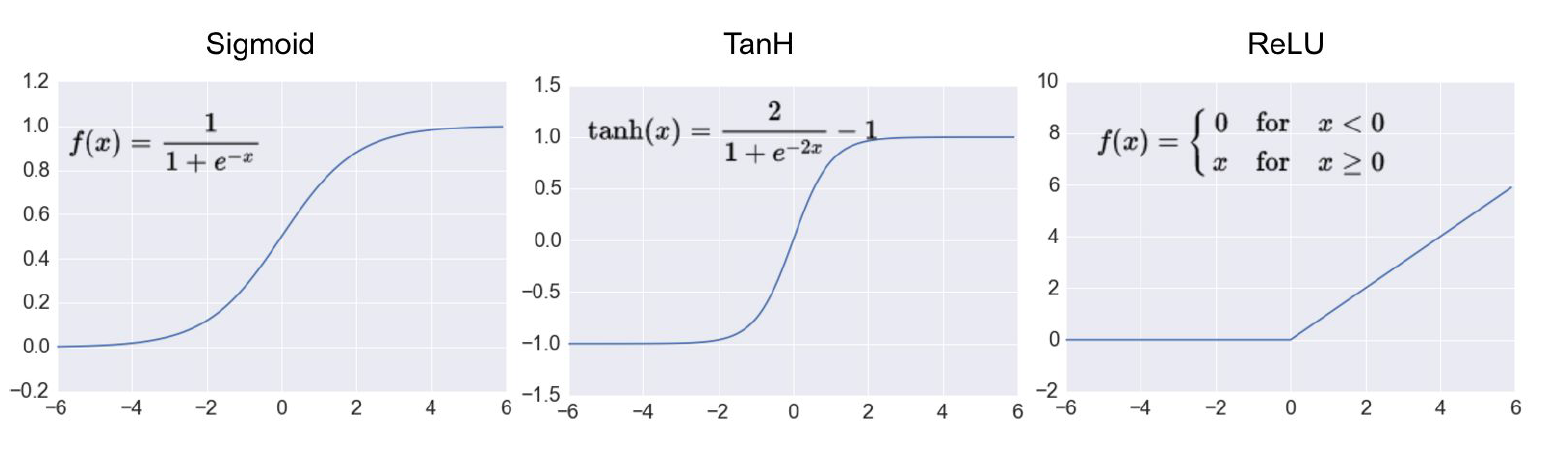 Sigmoid
1.2
1.0
0.8
0.6
0.4
0.2
0.0
−0.2
−6 −4 −2 0 2 4 6
f(x) = 1 / (1 + e^{−x})
TanH
1.5
1.0
0.5
0.0
−0.5
−1.0
−1.5
−6 −4 −2 0 2 4 6
tanh(x) = 2 / (1 + e^{−2x}) − 1
ReLU
10
8
6
4
2
0
−2
−6 −4 −2 0 2 4 6
f(x) = { 0 for x < 0
x for x ≥ 0